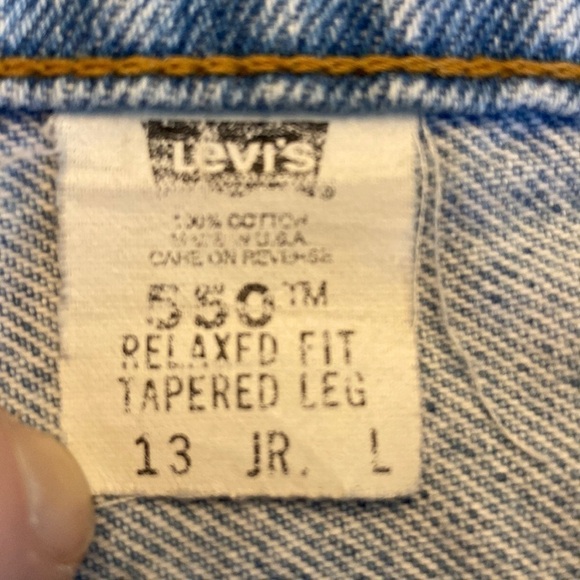 Levi's
®
100% COTTON
MADE IN U.S.A.
CARE ON REVERSE
550™
RELAXED FIT
TAPERED LEG
13 JR. L